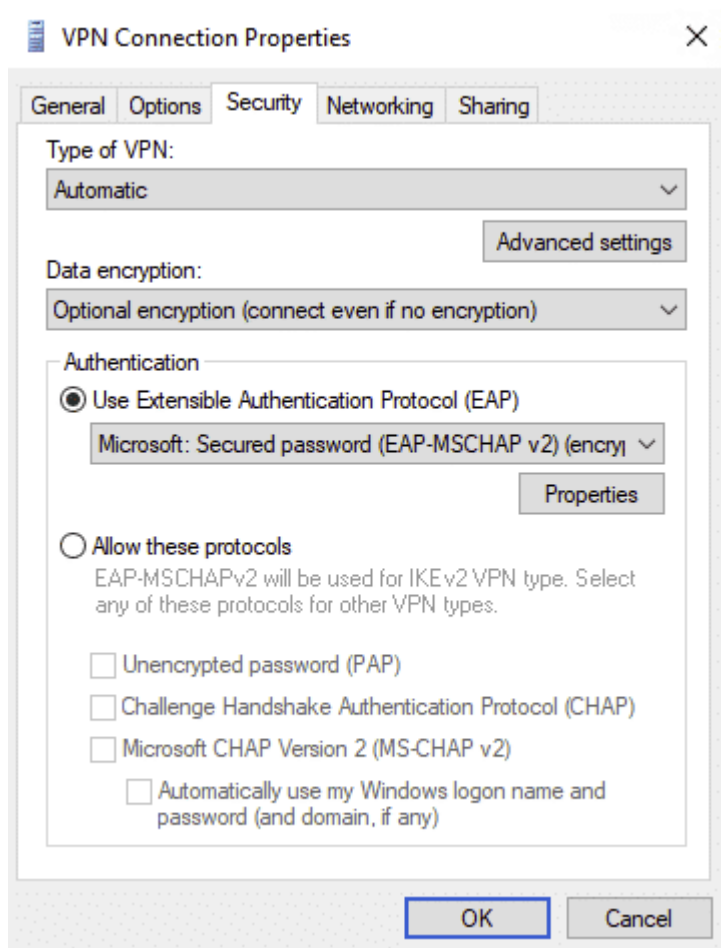 VPN Connection Properties
General Options Security Networking Sharing
Type of VPN:
Automatic
Advanced settings
Data encryption:
Optional encryption (connect even if no encryption)
Authentication
Use Extensible Authentication Protocol (EAP)
Microsoft: Secured password (EAP-MSCHAP v2) (encry
Properties
Allow these protocols
EAP-MSCHAPv2 will be used for IKEv2 VPN type. Select
any of these protocols for other VPN types.
Unencrypted password (PAP)
Challenge Handshake Authentication Protocol (CHAP)
Microsoft CHAP Version 2 (MS-CHAP v2)
Automatically use my Windows logon name and
password (and domain, if any)
OK Cancel